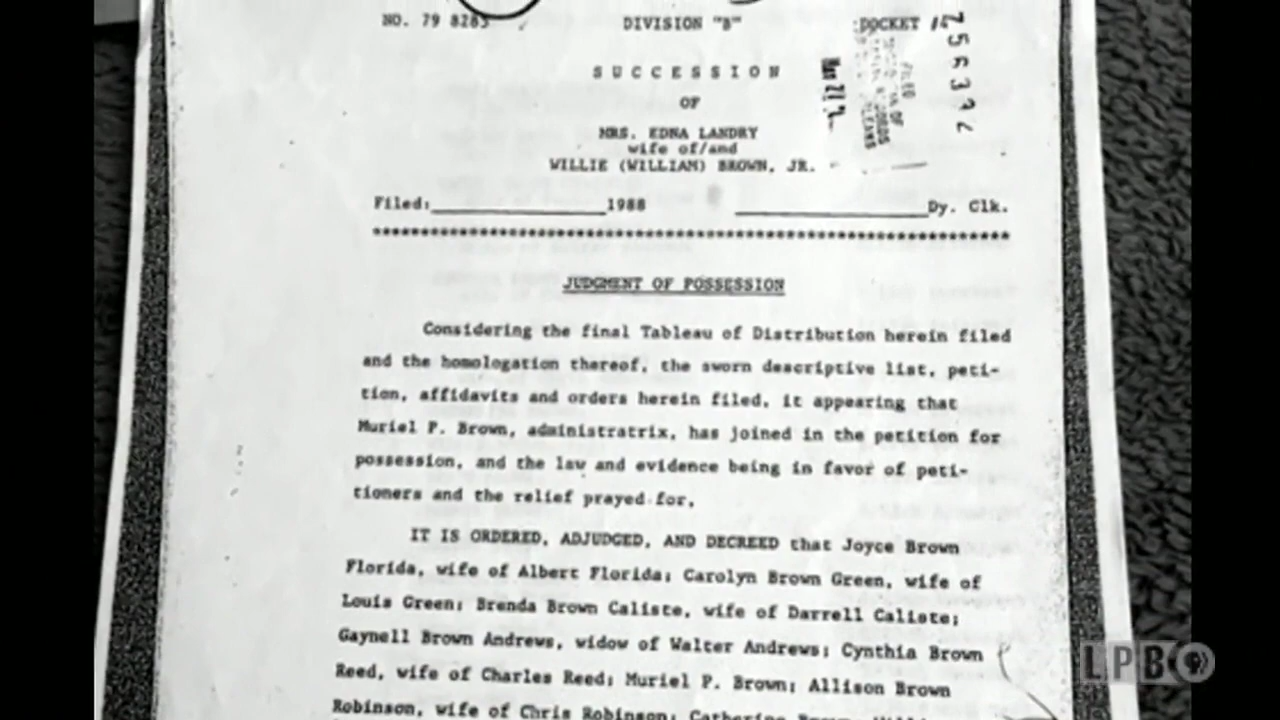 NO. 79 8283 DIVISION "B" DOCKET
SUCCESSION
OF
MRS. EDNA LANDRY
wife of/and
WILLIE (WILLIAM) BROWN, JR.
Filed: 1988 Dy. Clk.
JUDGMENT OF POSSESSION
Considering the final Tableau of Distribution herein filed
and the homologation thereof, the sworn descriptive list, peti-
tion, affidavits and orders herein filed, it appearing that
Muriel P. Brown, administratrix, has joined in the petition for
possession, and the law and evidence being in favor of peti-
tioners and the relief prayed for,
IT IS ORDERED, ADJUDGED, AND DECREED that Joyce Brown
Florida, wife of Albert Florida; Carolyn Brown Green, wife of
Louis Green; Brenda Brown Caliste, wife of Darrell Caliste;
Gaynell Brown Andrews, widow of Walter Andrews; Cynthia Brown
Reed, wife of Charles Reed; Muriel P. Brown; Allison Brown
Robinson, wife of Chris Robinson; Catherine
FILED
LPB